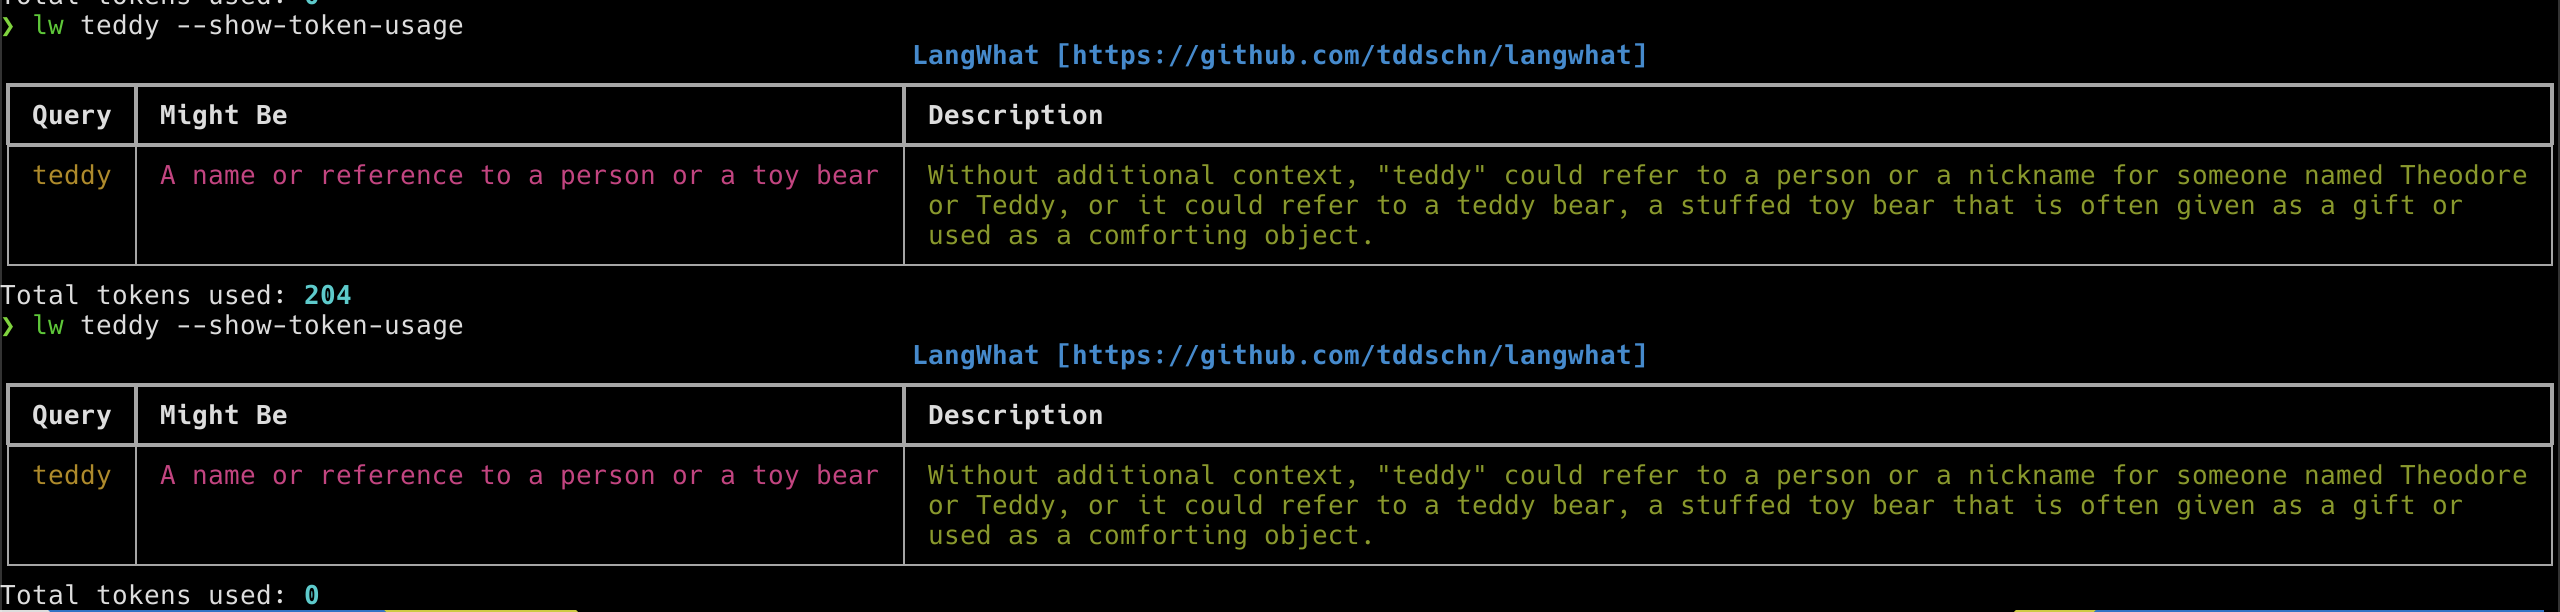 Total tokens used: 0
❯ lw teddy --show-token-usage
LangWhat [https://github.com/tddschn/langwhat]
Query Might Be Description
teddy A name or reference to a person or a toy bear Without additional context, "teddy" could refer to a person or a nickname for someone named Theodore
or Teddy, or it could refer to a teddy bear, a stuffed toy bear that is often given as a gift or
used as a comforting object.
Total tokens used: 204
❯ lw teddy --show-token-usage
LangWhat [https://github.com/tddschn/langwhat]
Query Might Be Description
teddy A name or reference to a person or a toy bear Without additional context, "teddy" could refer to a person or a nickname for someone named Theodore
or Teddy, or it could refer to a teddy bear, a stuffed toy bear that is often given as a gift or
used as a comforting object.
Total tokens used: 0